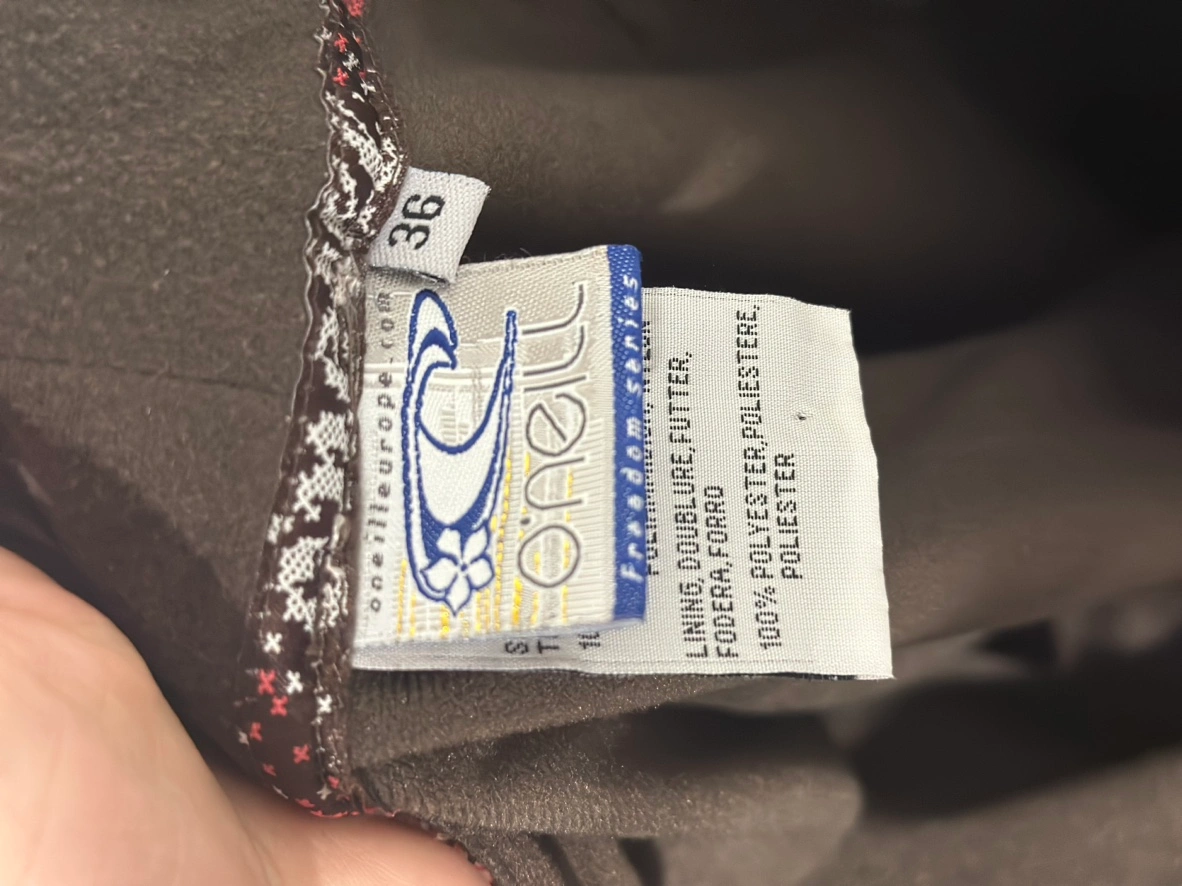 36
oneilleurope.com
O'NEILL
Freedom series
LINING, DOUBLURE,FUTTER,
FODERA,FORRO
100% POLYESTER,POLIESTERE,
POLIESTER